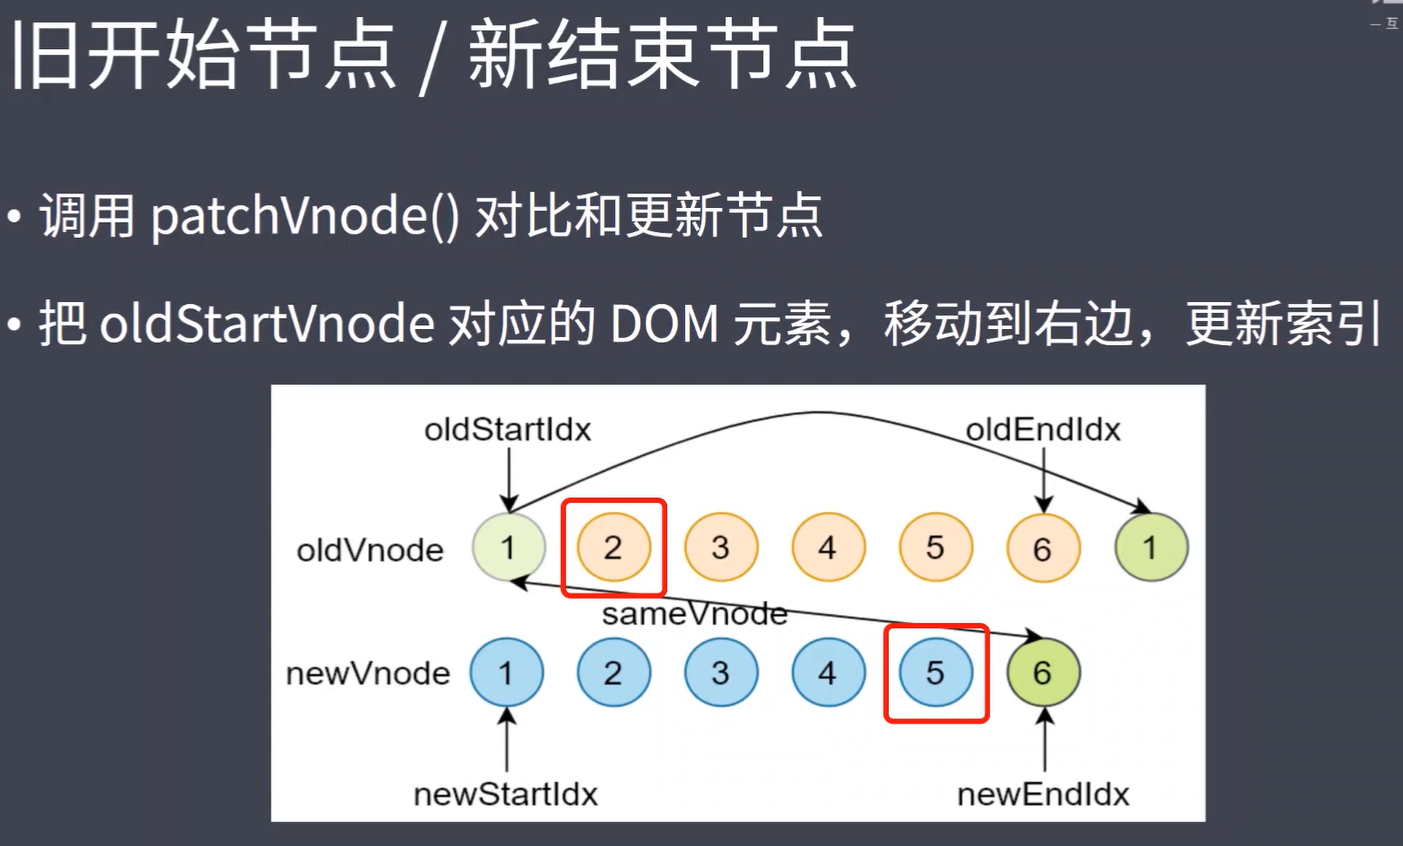 旧开始节点 / 新结束节点
互
• 调用 patchVnode() 对比和更新节点
• 把 oldStartVnode 对应的 DOM 元素，移动到右边，更新索引
oldStartIdx oldEndIdx
oldVnode 1 2 3 4 5 6 1
sameVnode
newVnode 1 2 3 4 5 6
newStartIdx newEndIdx